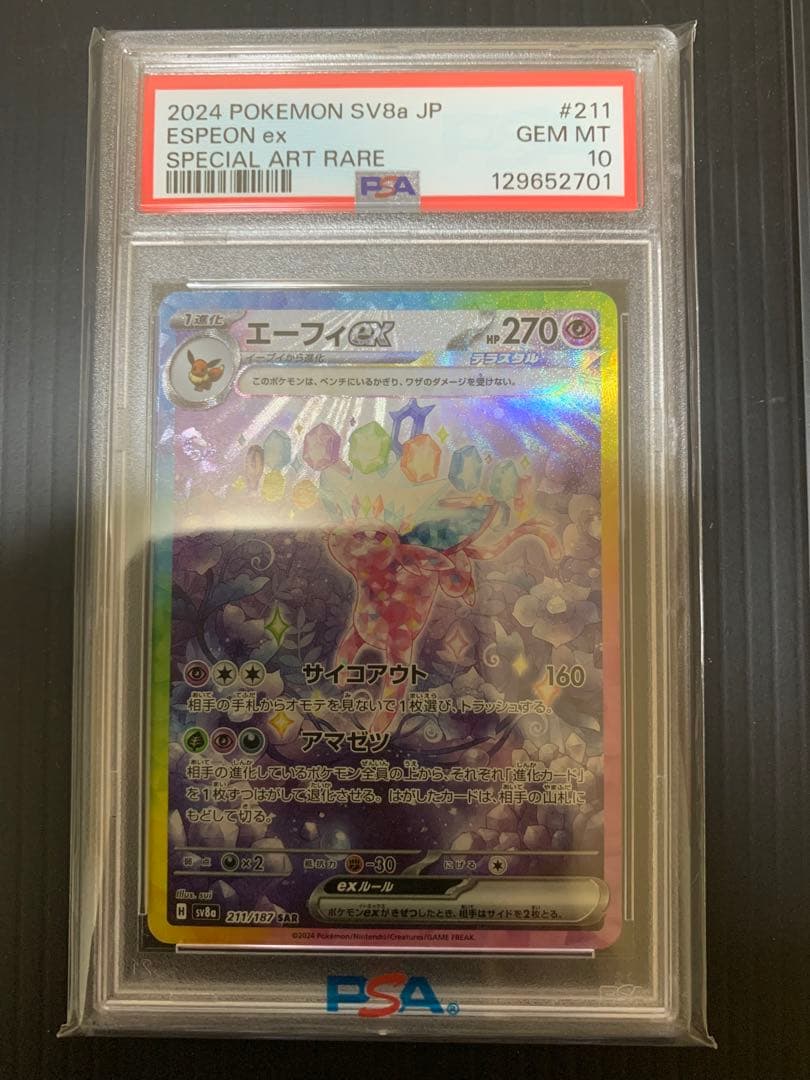 2024 POKEMON SV8a JP #211
ESPEON ex GEM MT
SPECIAL ART RARE 10
PSA 129652701
1進化 エーフィex HP270
イーブイから進化 テラスタル
このポケモンは、ベンチにいるかぎり、ワザのダメージを受けない。
サイコアウト 160
相手の手札からオモテを見ないで1枚選び、トラッシュする。
アマゼツ
相手の進化しているポケモン全員の上から、それぞれ「進化カード」
を1枚ずつはがして退化させる。はがしたカードは、相手の山札に
もどして切る。
弱点 ×2 抵抗力 -30 にげる
exルール
ポケモンexがきぜつしたとき、相手はサイドを2枚とる。
Illus. sui
H sv8a 211/187 SAR
©2024 Pokémon/Nintendo/Creatures/GAME FREAK.
PSA®